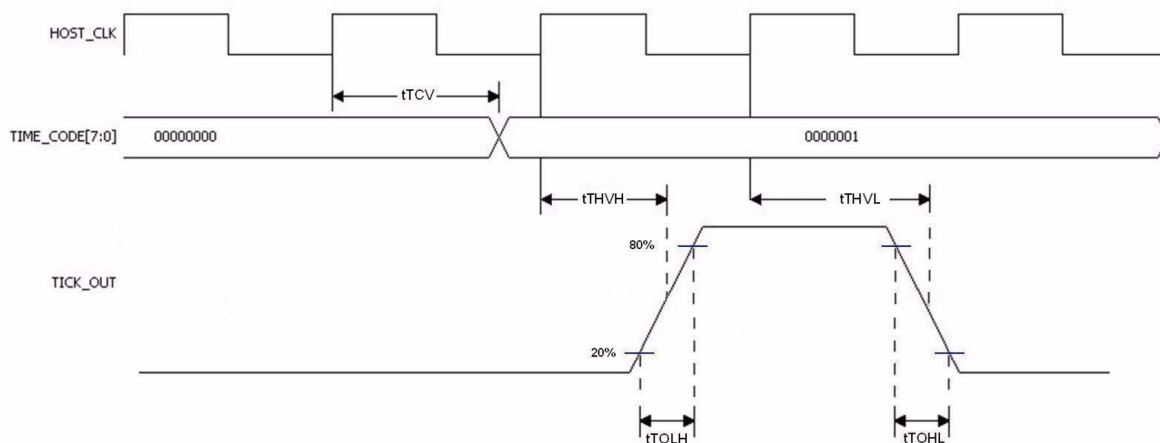 HOST_CLK
tTCV
TIME_CODE[7:0]
00000000
0000001
tTHVH
tTHVL
80%
TICK_OUT
20%
tTOLH
tTOHL